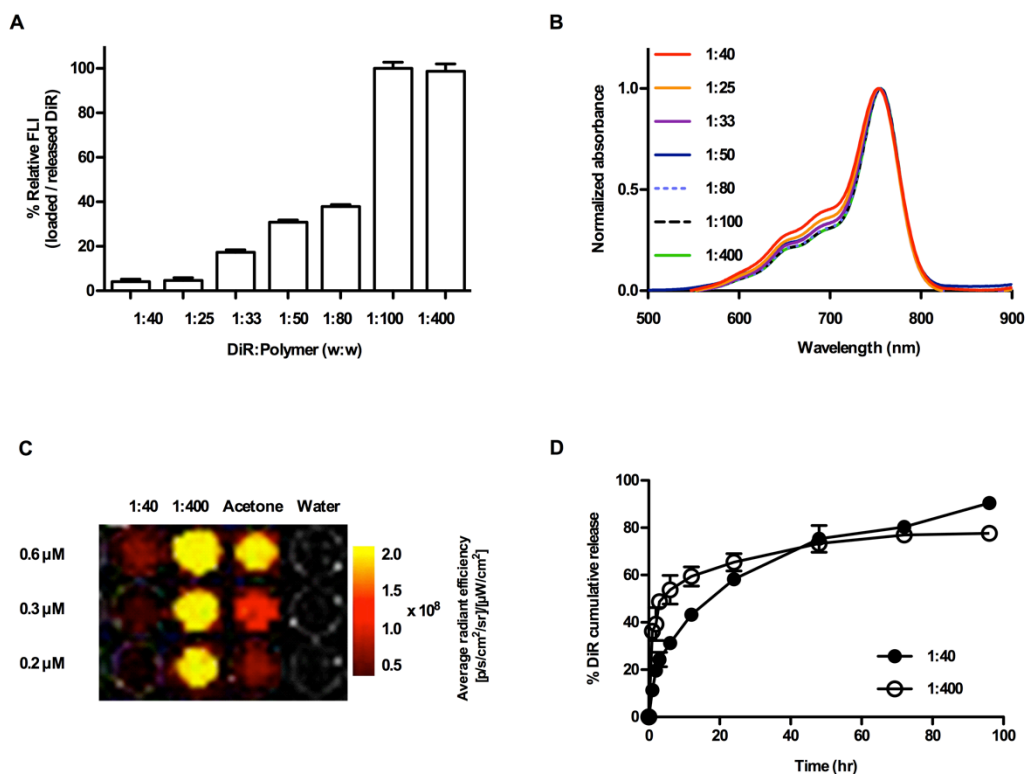 A
% Relative FLI
(loaded / released DiR)
100
80
60
40
20
0
1:40 1:25 1:33 1:50 1:80 1:100 1:400
DiR:Polymer (w:w)
B
Normalized absorbance
1.0
0.5
0.0
1:40
1:25
1:33
1:50
1:80
1:100
1:400
500 600 700 800 900
Wavelength (nm)
C
1:40 1:400 Acetone Water
0.6 µM
0.3 µM
0.2 µM
2.0
x 10⁸
1.0
0.5
Average radiant efficiency
[p/s/cm²/sr]/[µW/cm²]
D
% DiR cumulative release
100
80
60
40
20
0
1:40
1:400
0 20 40 60 80 100
Time (hr)